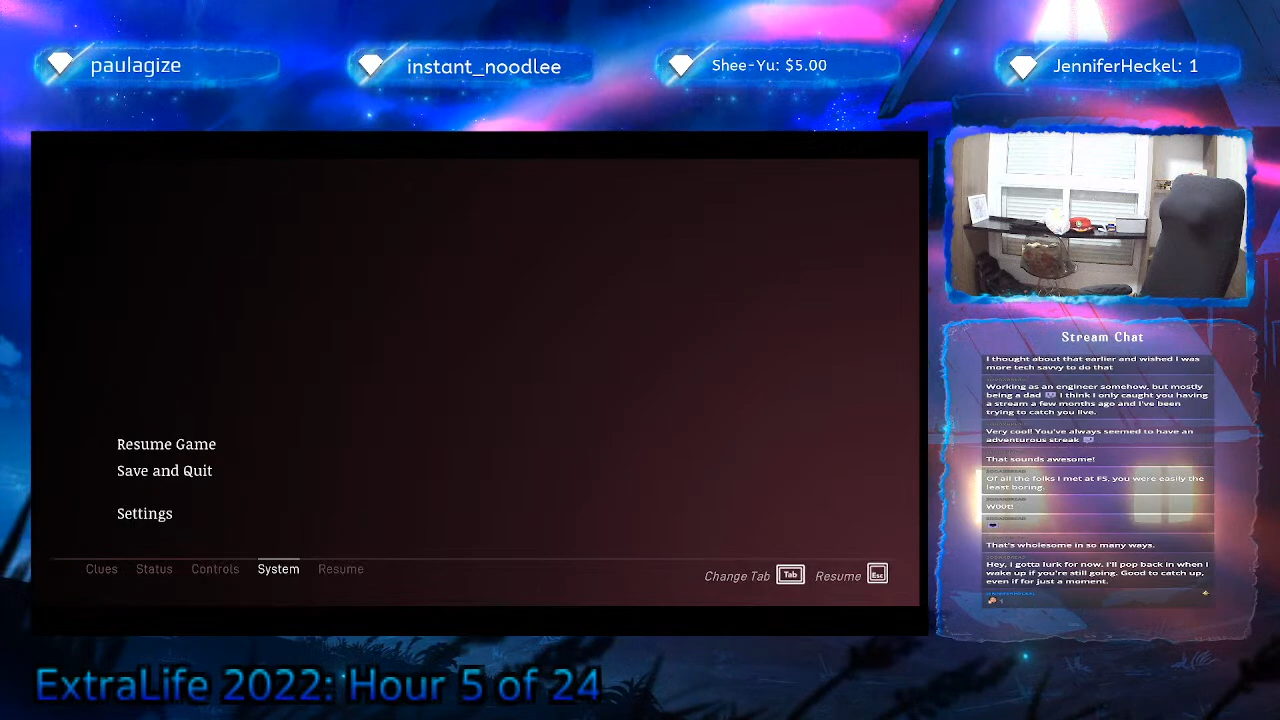 paulagize
instant_noodlee
Shee-Yu: $5.00
JenniferHeckel: 1
Stream Chat
I thought about that earlier and wished I was
more tech savvy to do that
Working as an engineer somehow, but mostly
being a dad I think I only caught you having
a stream a few months ago and I've been
trying to catch you live.
Very cool! You've always seemed to have an
adventurous streak
That sounds awesome!
Of all the folks I met at FS, you were easily the
least boring.
W00t!
That's wholesome in so many ways.
Hey, I gotta lurk for now. I'll pop back in when I
wake up if you're still going. Good to catch up,
even if for just a moment.
Resume Game
Save and Quit
Settings
Clues Status Controls System Resume
Change Tab Tab Resume Esc
ExtraLife 2022: Hour 5 of 24